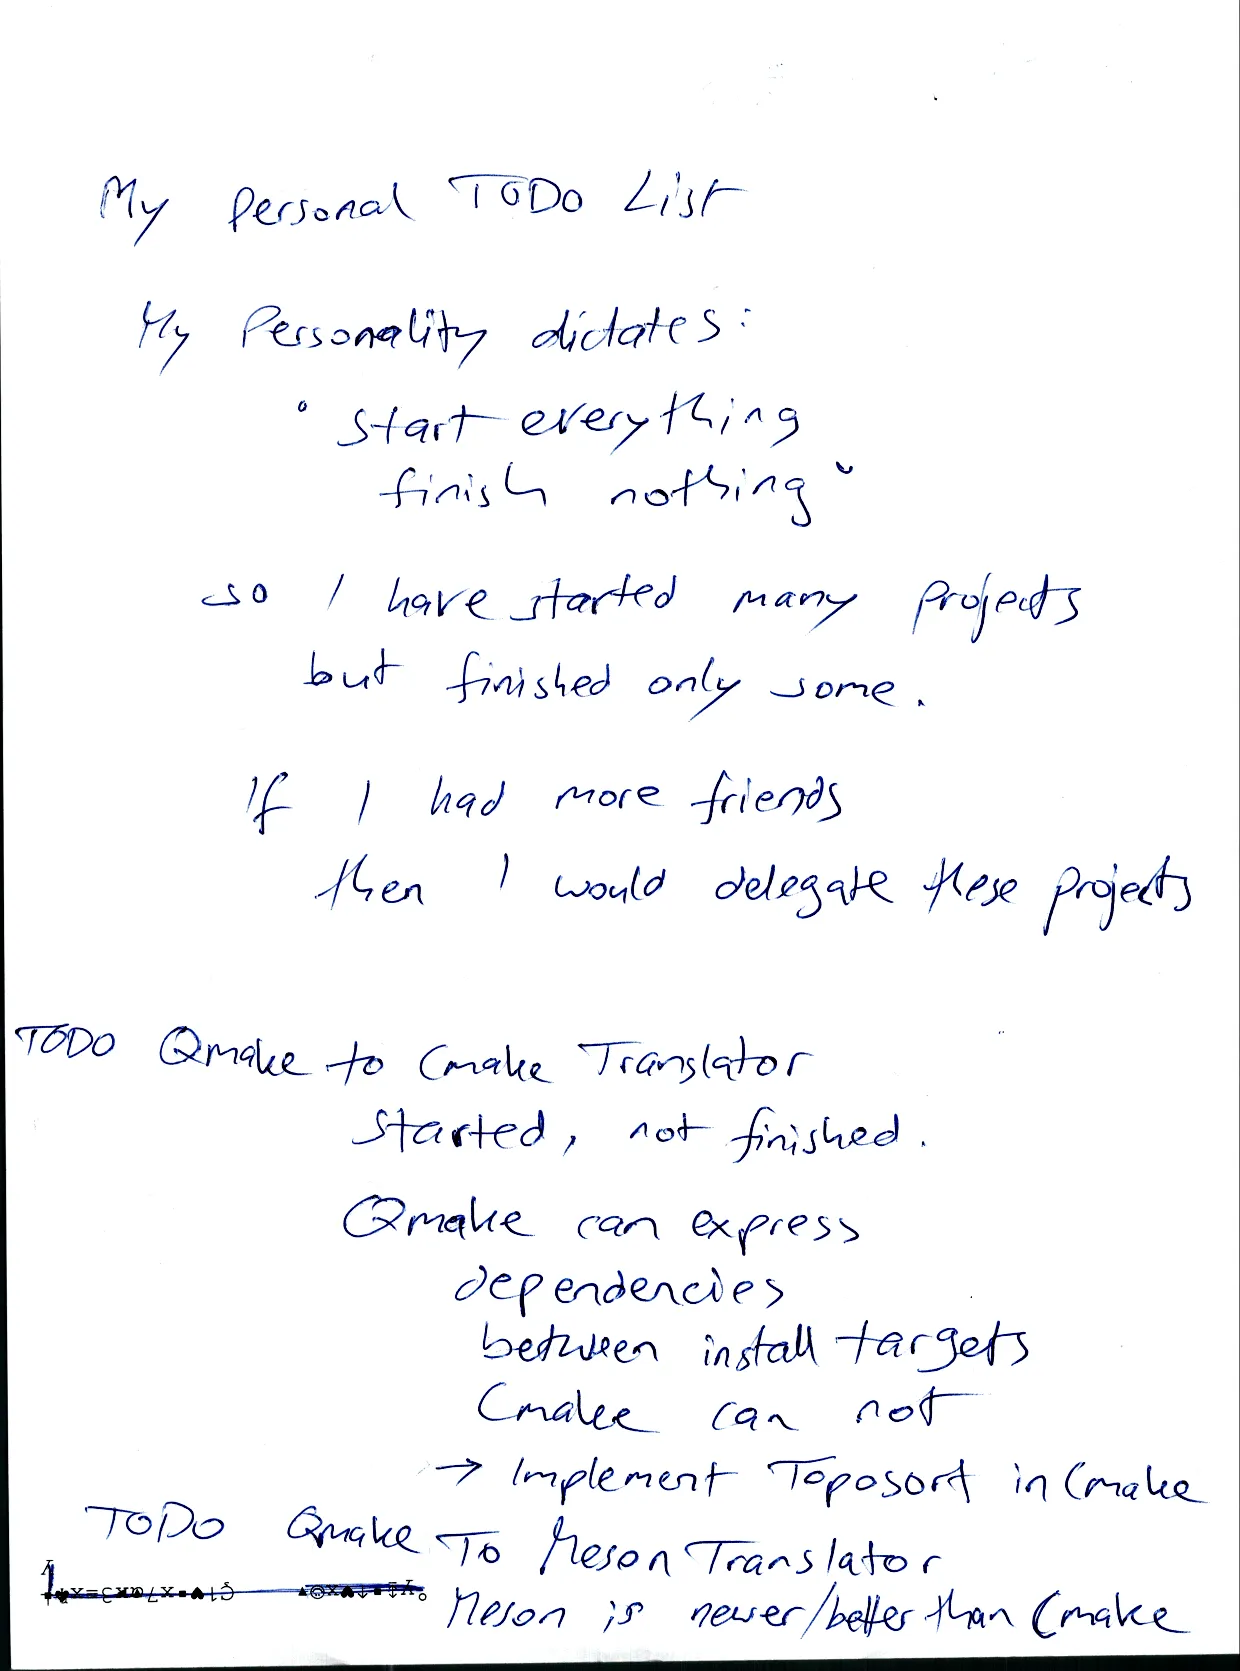 My Personal TODO List
My Personality dictates:
" start everything
finish nothing "
so I have started many projects
but finished only some.
If I had more friends
then I would delegate these projects
TODO Qmake to Cmake Translator
started, not finished.
Qmake can express
dependencies
between install targets
Cmake can not
→ Implement Toposort in Cmake
TODO Qmake To Meson Translator
Meson is newer/better than Cmake